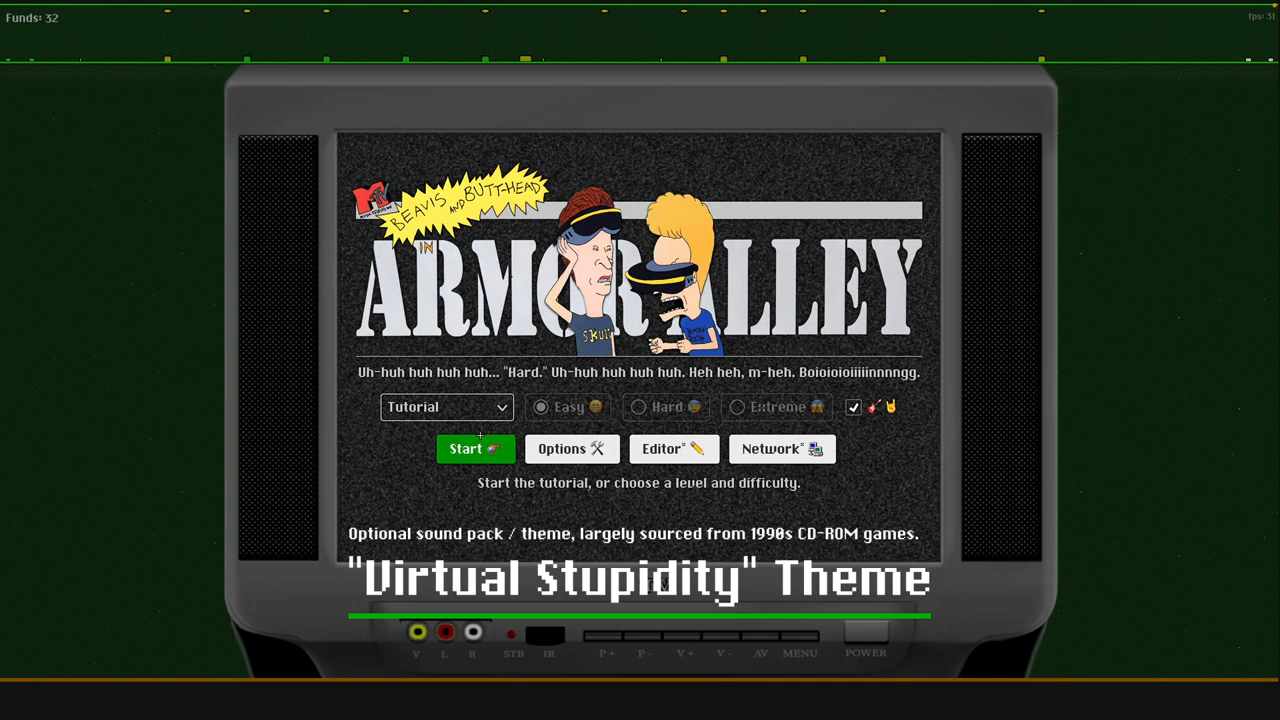 Funds: 32
fps: 31
MTV
BEAVIS AND BUTT-HEAD
IN
ARMOR ALLEY
SKULL
Uh-huh huh huh huh... "Hard." Uh-huh huh huh huh. Heh heh, m-heh. Boioioioiiiiinnnngg.
Tutorial
Easy
Hard
Extreme
Start
Options
Editor*
Network*
Start the tutorial, or choose a level and difficulty.
Optional sound pack / theme, largely sourced from 1990s CD-ROM games.
"Virtual Stupidity" Theme
V L R STB IR P+ P- V+ V- AV MENU POWER